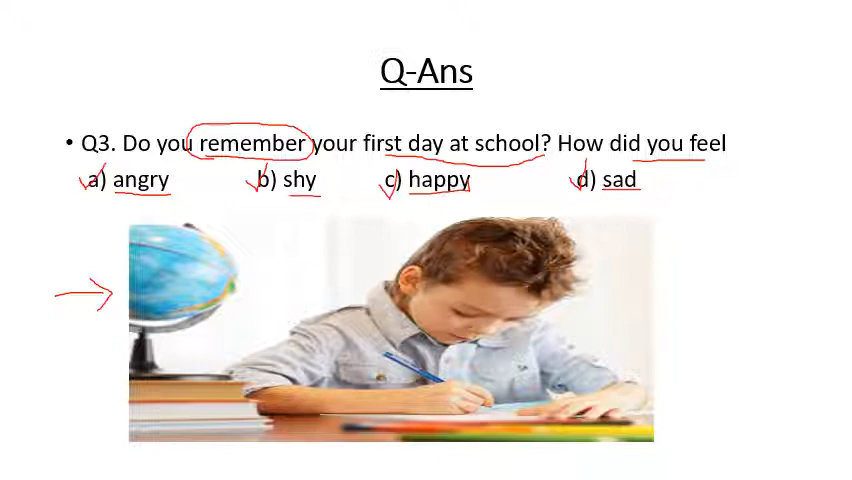 Q-Ans
• Q3. Do you remember your first day at school? How did you feel
a) angry b) shy c) happy d) sad